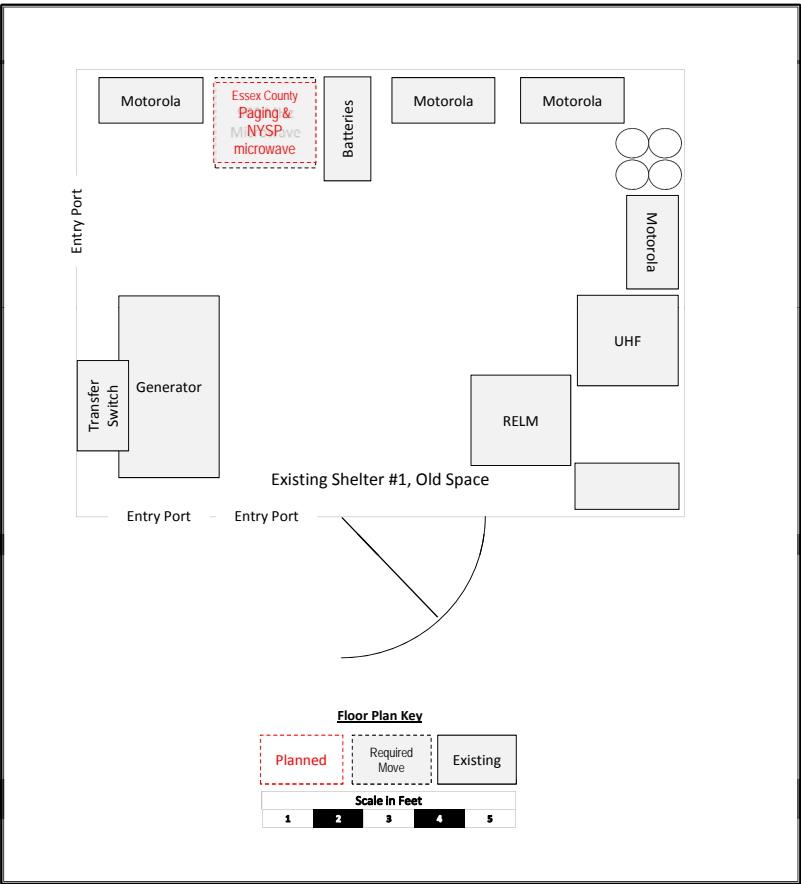 Motorola
Essex County
Paging &
NYSP
microwave
Microwave
Batteries
Motorola
Motorola
Entry Port
Motorola
UHF
Generator
Transfer
Switch
RELM
Existing Shelter #1, Old Space
Entry Port
Entry Port
Floor Plan Key
Planned
Required
Move
Existing
Scale in Feet
1 2 3 4 5